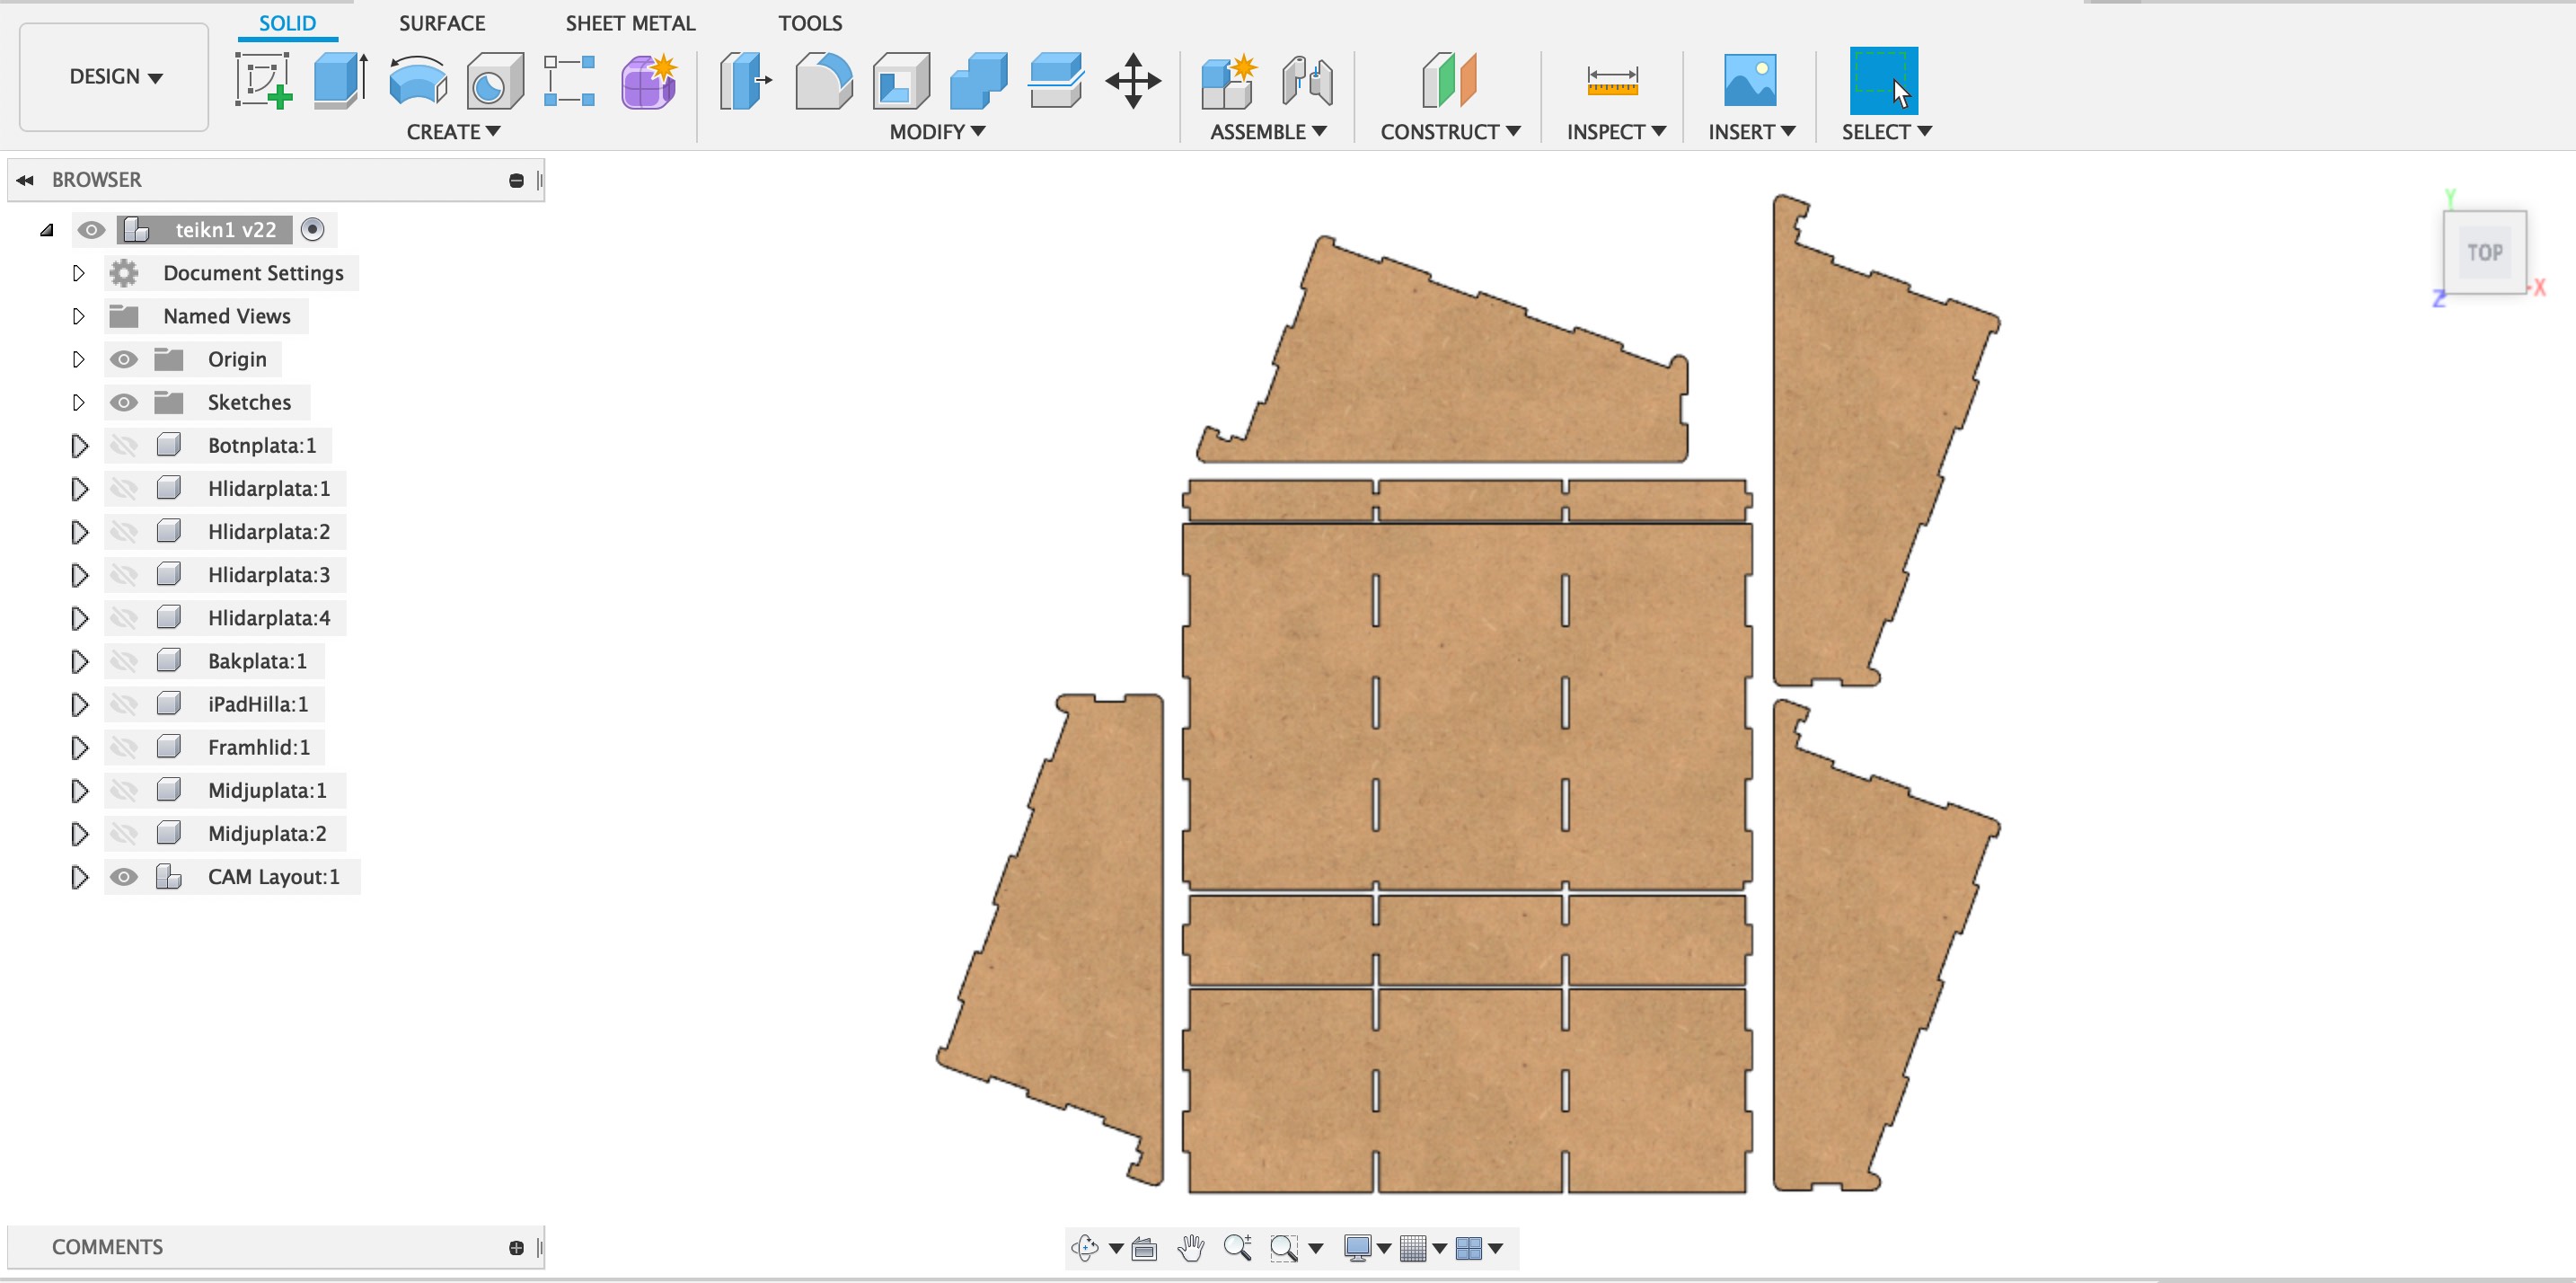 SOLID SURFACE SHEET METAL TOOLS
DESIGN
CREATE MODIFY ASSEMBLE CONSTRUCT INSPECT INSERT SELECT
BROWSER
teikn1 v22
Document Settings
Named Views
Origin
Sketches
Botnplata:1
Hlidarplata:1
Hlidarplata:2
Hlidarplata:3
Hlidarplata:4
Bakplata:1
iPadHilla:1
Framhlid:1
Midjuplata:1
Midjuplata:2
CAM Layout:1
Y
TOP
Z
X
COMMENTS